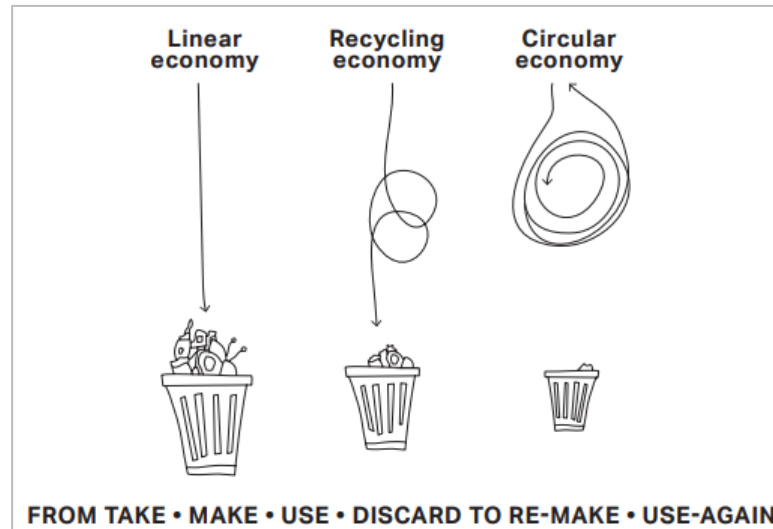 Linear
economy
Recycling
economy
Circular
economy
FROM TAKE • MAKE • USE • DISCARD TO RE-MAKE • USE-AGAIN